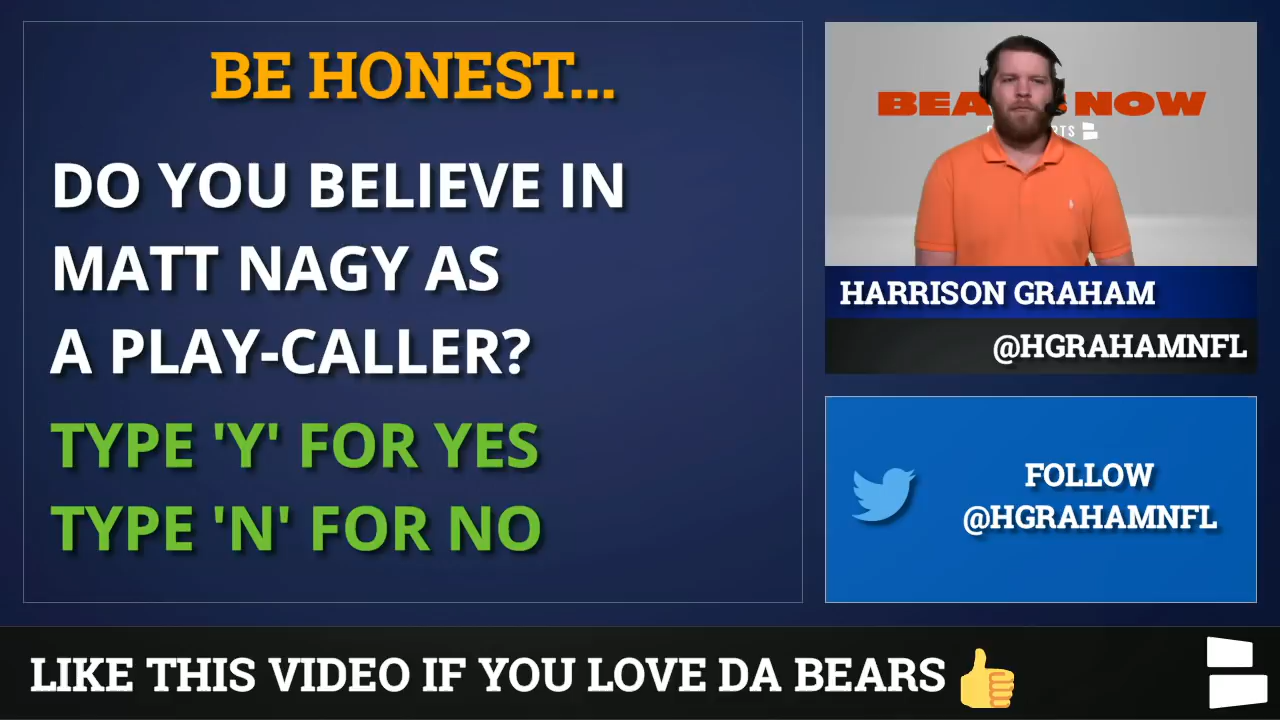 BE HONEST...
DO YOU BELIEVE IN
MATT NAGY AS
A PLAY-CALLER?
TYPE 'Y' FOR YES
TYPE 'N' FOR NO
NOW
HARRISON GRAHAM
@HGRAHAMNFL
FOLLOW
@HGRAHAMNFL
LIKE THIS VIDEO IF YOU LOVE DA BEARS